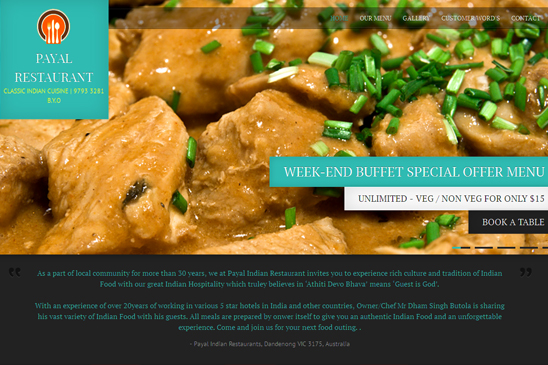 HOME OUR MENU GALLERY CUSTOMER WORD'S CONTACT
PAYAL
RESTAURANT
CLASSIC INDIAN CUISINE | 9793 3281
B.Y.O
WEEK-END BUFFET SPECIAL OFFER MENU
UNLIMITED - VEG / NON VEG FOR ONLY $15
BOOK A TABLE
As a part of local community for more than 30 years, we at Payal Indian Restaurant invites you to experience rich culture and tradition of Indian
Food with our great Indian Hospitality which truley believes in 'Athiti Devo Bhava' means 'Guest is God'.
With an experience of over 20years of working in various 5 star hotels in India and other countries, Owner/Chef Mr Dham Singh Butola is sharing
his vast variety of Indian Food with his guests. All meals are prepared by onwer itself to give you an authentic Indian Food and an unforgettable
experience. Come and join us for your next food outing. .
- Payal Indian Restaurants, Dandenong VIC 3175, Australia